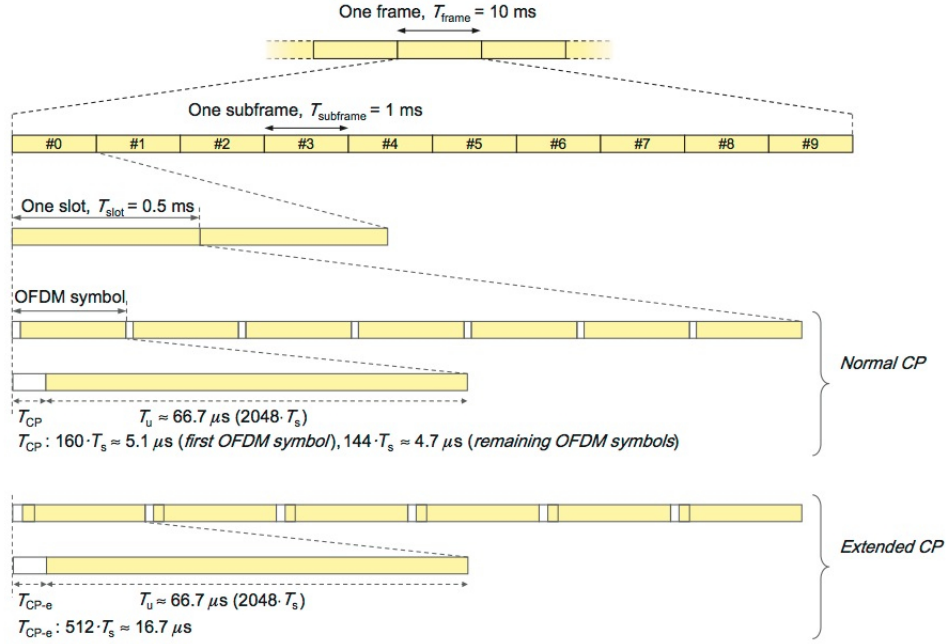 One frame, T_frame = 10 ms
One subframe, T_subframe = 1 ms
#0 #1 #2 #3 #4 #5 #6 #7 #8 #9
One slot, T_slot = 0.5 ms
OFDM symbol
Normal CP
T_CP T_u ≈ 66.7 μs (2048·T_s)
T_CP : 160·T_s ≈ 5.1 μs (first OFDM symbol), 144·T_s ≈ 4.7 μs (remaining OFDM symbols)
Extended CP
T_CP-e T_u ≈ 66.7 μs (2048·T_s)
T_CP-e : 512·T_s ≈ 16.7 μs